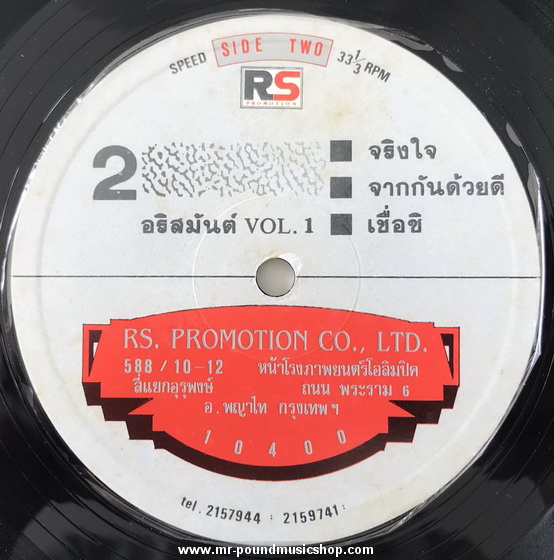 SPEED SIDE TWO 33 1/3 RPM
RS
PROMOTION
2
จริงใจ
จากกันด้วยดี
อริสมันต์ VOL. 1
เชื่อซิ
RS. PROMOTION CO., LTD.
588/10-12 หน้าโรงภาพยนตร์โอลิมปิค
สี่แยกอุรุพงษ์ ถนน พระราม 6
อ.พญาไท กรุงเทพฯ
10400
tel. 2157944 : 2159741:
www.mr-poundmusicshop.com